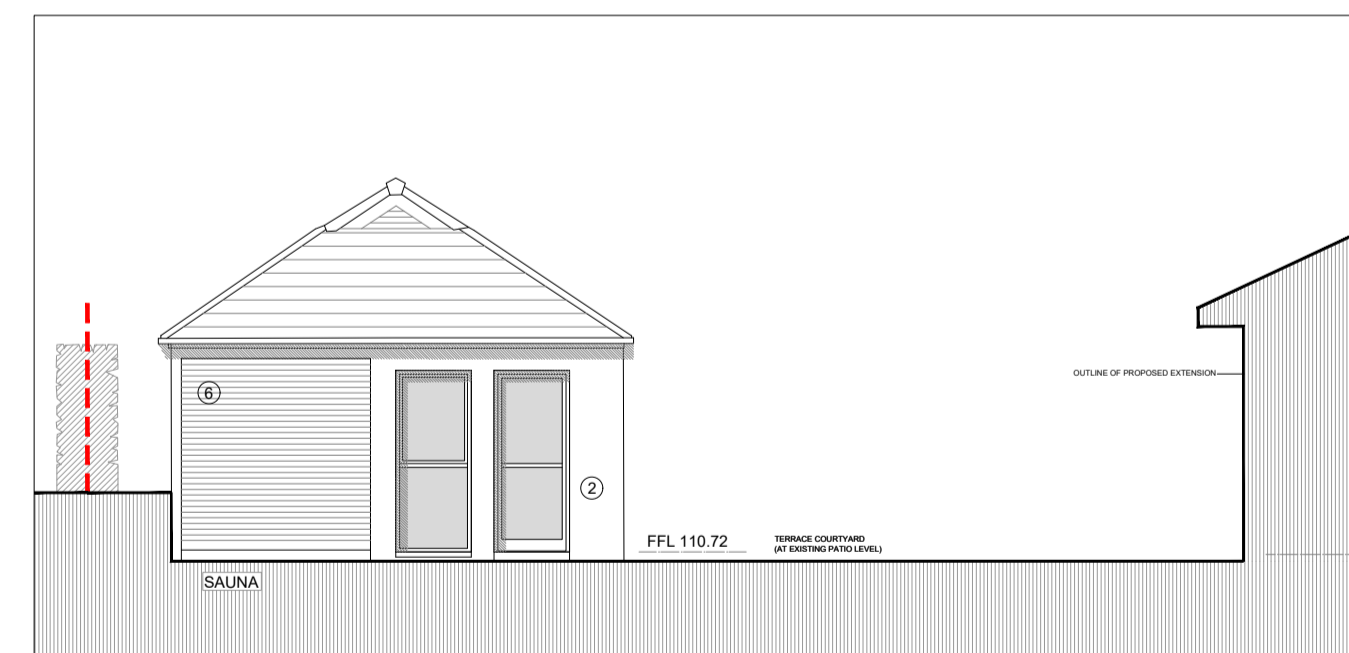 6
OUTLINE OF PROPOSED EXTENSION
2
FFL 110.72
TERRACE COURTYARD
(AT EXISTING PATIO LEVEL)
SAUNA